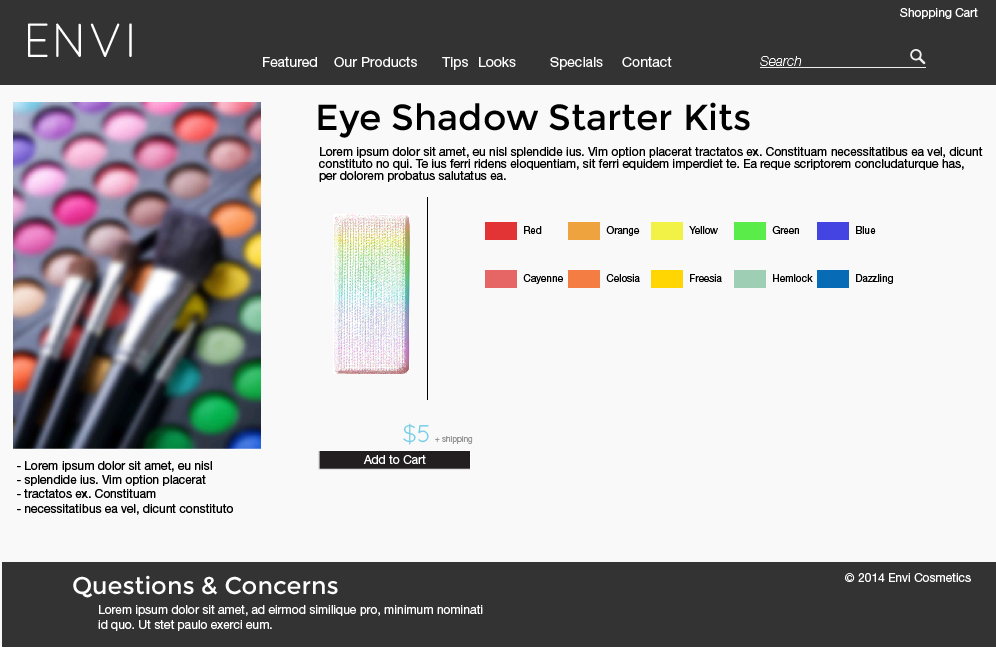 Shopping Cart
ENVI
Featured Our Products Tips Looks Specials Contact Search
Eye Shadow Starter Kits
Lorem ipsum dolor sit amet, eu nisl splendide ius. Vim option placerat tractatos ex. Constituam necessitatibus ea vel, dicunt
constituto no qui. Te ius ferri ridens eloquentiam, sit ferri equidem imperdiet te. Ea reque scriptorem concludaturque has,
per dolorem probatus salutatus ea.
Red Orange Yellow Green Blue
Cayenne Celosia Freesia Hemlock Dazzling
$5 + shipping
Add to Cart
- Lorem ipsum dolor sit amet, eu nisl
- splendide ius. Vim option placerat
- tractatos ex. Constituam
- necessitatibus ea vel, dicunt constituto
Questions & Concerns
Lorem ipsum dolor sit amet, ad eirmod similique pro, minimum nominati
id quo. Ut stet paulo exerci eum.
© 2014 Envi Cosmetics